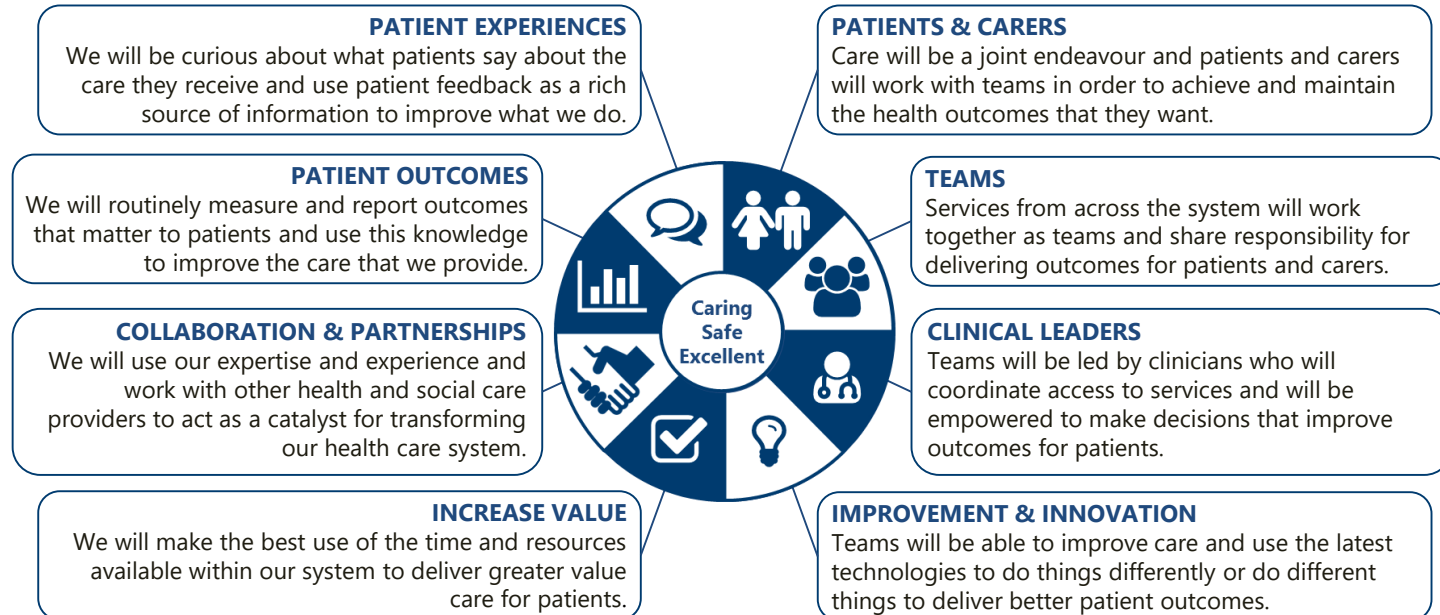 PATIENT EXPERIENCES
We will be curious about what patients say about the
care they receive and use patient feedback as a rich
source of information to improve what we do.
PATIENT OUTCOMES
We will routinely measure and report outcomes
that matter to patients and use this knowledge
to improve the care that we provide.
COLLABORATION & PARTNERSHIPS
We will use our expertise and experience and
work with other health and social care
providers to act as a catalyst for transforming
our health care system.
INCREASE VALUE
We will make the best use of the time and resources
available within our system to deliver greater value
care for patients.
Caring
Safe
Excellent
PATIENTS & CARERS
Care will be a joint endeavour and patients and carers
will work with teams in order to achieve and maintain
the health outcomes that they want.
TEAMS
Services from across the system will work
together as teams and share responsibility for
delivering outcomes for patients and carers.
CLINICAL LEADERS
Teams will be led by clinicians who will
coordinate access to services and will be
empowered to make decisions that improve
outcomes for patients.
IMPROVEMENT & INNOVATION
Teams will be able to improve care and use the latest
technologies to do things differently or do different
things to deliver better patient outcomes.